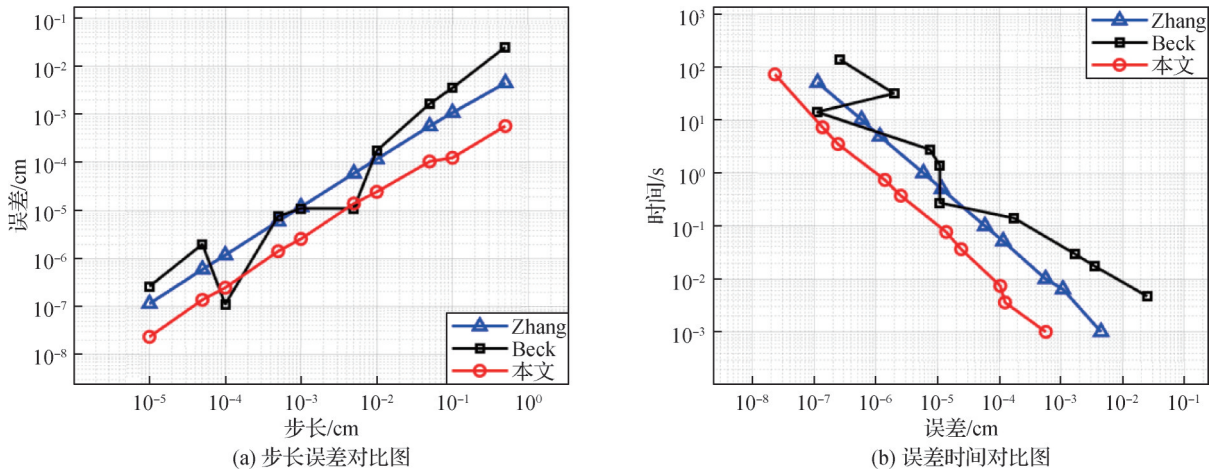 10⁻¹
10⁻²
10⁻³
10⁻⁴
10⁻⁵
10⁻⁶
10⁻⁷
10⁻⁸
误差/cm
Zhang
Beck
本文
10⁻⁵ 10⁻⁴ 10⁻³ 10⁻² 10⁻¹ 10⁰
步长/cm
(a) 步长误差对比图
10³
10²
10¹
10⁰
10⁻¹
10⁻²
10⁻³
时间/s
Zhang
Beck
本文
10⁻⁸ 10⁻⁷ 10⁻⁶ 10⁻⁵ 10⁻⁴ 10⁻³ 10⁻² 10⁻¹
误差/cm
(b) 误差时间对比图